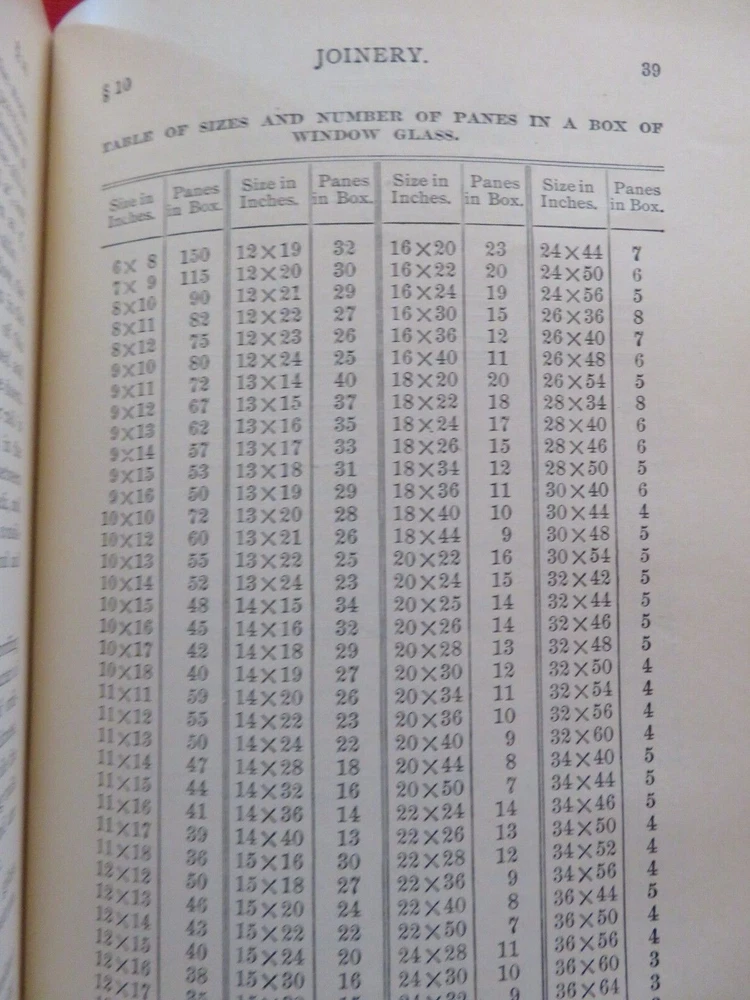 JOINERY.
39
§ 10
TABLE OF SIZES AND NUMBER OF PANES IN A BOX OF
WINDOW GLASS.
Size in Inches. Panes in Box. Size in Inches. Panes in Box. Size in Inches. Panes in Box. Size in Inches. Panes in Box.
6×8 150 12×19 32 16×20 23 24×44 7
7×9 115 12×20 30 16×22 20 24×50 6
8×10 90 12×21 29 16×24 19 24×56 5
8×11 82 12×22 27 16×30 15 26×36 8
8×12 75 12×23 26 16×36 12 26×40 7
9×10 80 12×24 25 16×40 11 26×48 6
9×11 72 13×14 40 18×20 20 26×54 5
9×12 67 13×15 37 18×22 18 28×34 8
9×13 62 13×16 35 18×24 17 28×40 6
9×14 57 13×17 33 18×26 15 28×46 6
9×15 53 13×18 31 18×34 12 28×50 5
9×16 50 13×19 29 18×36 11 30×40 6
10×10 72 13×20 28 18×40 10 30×44 4
10×12 60 13×21 26 18×44 9 30×48 5
10×13 55 13×22 25 20×22 16 30×54 5
10×14 52 13×24 23 20×24 15 32×42 5
10×15 48 14×15 34 20×25 14 32×44 5
10×16 45 14×16 32 20×26 14 32×46 5
10×17 42 14×18 29 20×28 13 32×48 5
10×18 40 14×19 27 20×30 12 32×50 4
11×11 59 14×20 26 20×34 11 32×54 4
11×12 55 14×22 23 20×36 10 32×56 4
11×13 50 14×24 22 20×40 9 32×60 4
11×14 47 14×28 18 20×44 8 34×40 5
11×15 44 14×32 16 20×50 7 34×44 5
11×16 41 14×36 14 22×24 14 34×46 5
11×17 39 14×40 13 22×26 13 34×50 4
11×18 36 15×16 30 22×28 12 34×52 4
12×12 50 15×18 27 22×36 9 34×56 4
12×13 46 15×20 24 22×40 8 36×44 5
12×14 43 15×22 22 22×50 7 36×50 4
12×15 40 15×24 20 24×28 11 36×56 4
12×16 38 15×30 16 24×30 10 36×60 3
12×17 9 36×64 3